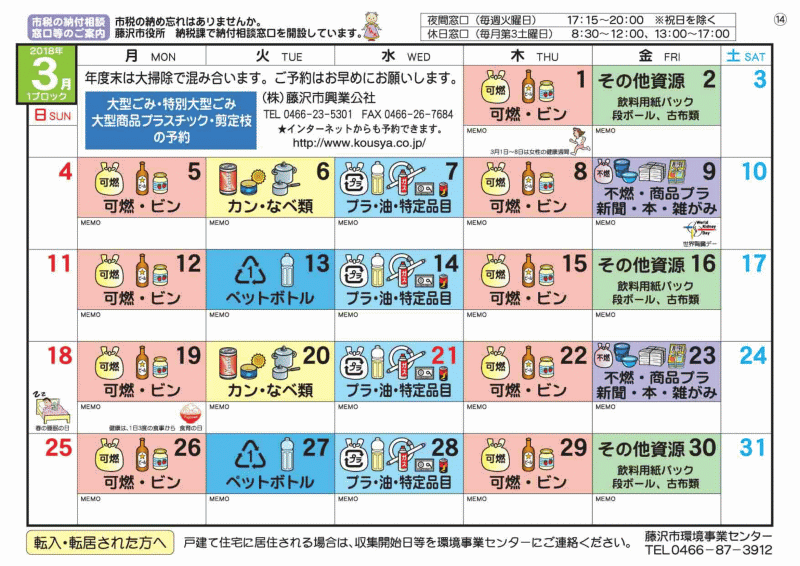 市税の納付相談
窓口等のご案内
市税の納め忘れはありませんか。
藤沢市役所 納税課で納付相談窓口を開設しています。
夜間窓口（毎週火曜日） 17:15～20:00 ※祝日を除く
休日窓口（毎月第3土曜日） 8:30～12:00、13:00～17:00
⑭
2018年
3月
1ブロック
日 SUN
月 MON
火 TUE
水 WED
木 THU
金 FRI
土 SAT
年度末は大掃除で混み合います。ご予約はお早めにお願いします。
大型ごみ・特別大型ごみ
大型商品プラスチック・剪定枝
の予約
（株）藤沢市興業公社
TEL 0466-23-5301 FAX 0466-26-7684
★インターネットからも予約できます。
http://www.kousya.co.jp/
可燃 1
可燃・ビン
MEMO
3月1日～8日は女性の健康週間
その他資源 2
飲料用紙パック
段ボール、古布類
MEMO
3
4
可燃 5
可燃・ビン
MEMO
6
カン・なべ類
MEMO
プラ 7
プラ・油・特定品目
MEMO
可燃 8
可燃・ビン
MEMO
不燃 9
不燃・商品プラ
新聞・本・雑がみ
MEMO
World
Kidney
Day
世界腎臓デー
10
11
可燃 12
可燃・ビン
MEMO
1 13
ペットボトル
MEMO
プラ 14
プラ・油・特定品目
MEMO
可燃 15
可燃・ビン
MEMO
その他資源 16
飲料用紙パック
段ボール、古布類
MEMO
17
18
春の睡眠の日
可燃 19
可燃・ビン
MEMO
健康は、1日3度の食事から 食育の日
20
カン・なべ類
MEMO
プラ 21
プラ・油・特定品目
MEMO
可燃 22
可燃・ビン
MEMO
不燃 23
不燃・商品プラ
新聞・本・雑がみ
MEMO
24
25
可燃 26
可燃・ビン
MEMO
1 27
ペットボトル
MEMO
プラ 28
プラ・油・特定品目
MEMO
可燃 29
可燃・ビン
MEMO
その他資源 30
飲料用紙パック
段ボール、古布類
MEMO
31
転入・転居された方へ
戸建て住宅に居住される場合は、収集開始日等を環境事業センターにご連絡ください。
藤沢市環境事業センター
TEL0466-87-3912